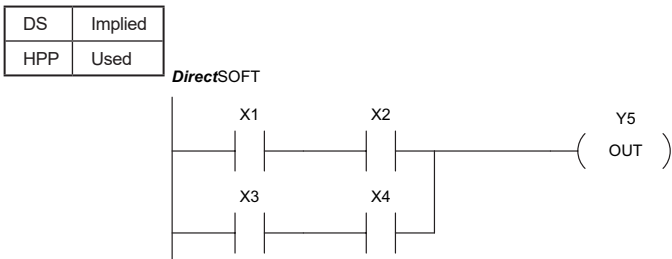 DS Implied
HPP Used
DirectSOFT
X1 X2 Y5
OUT
X3 X4